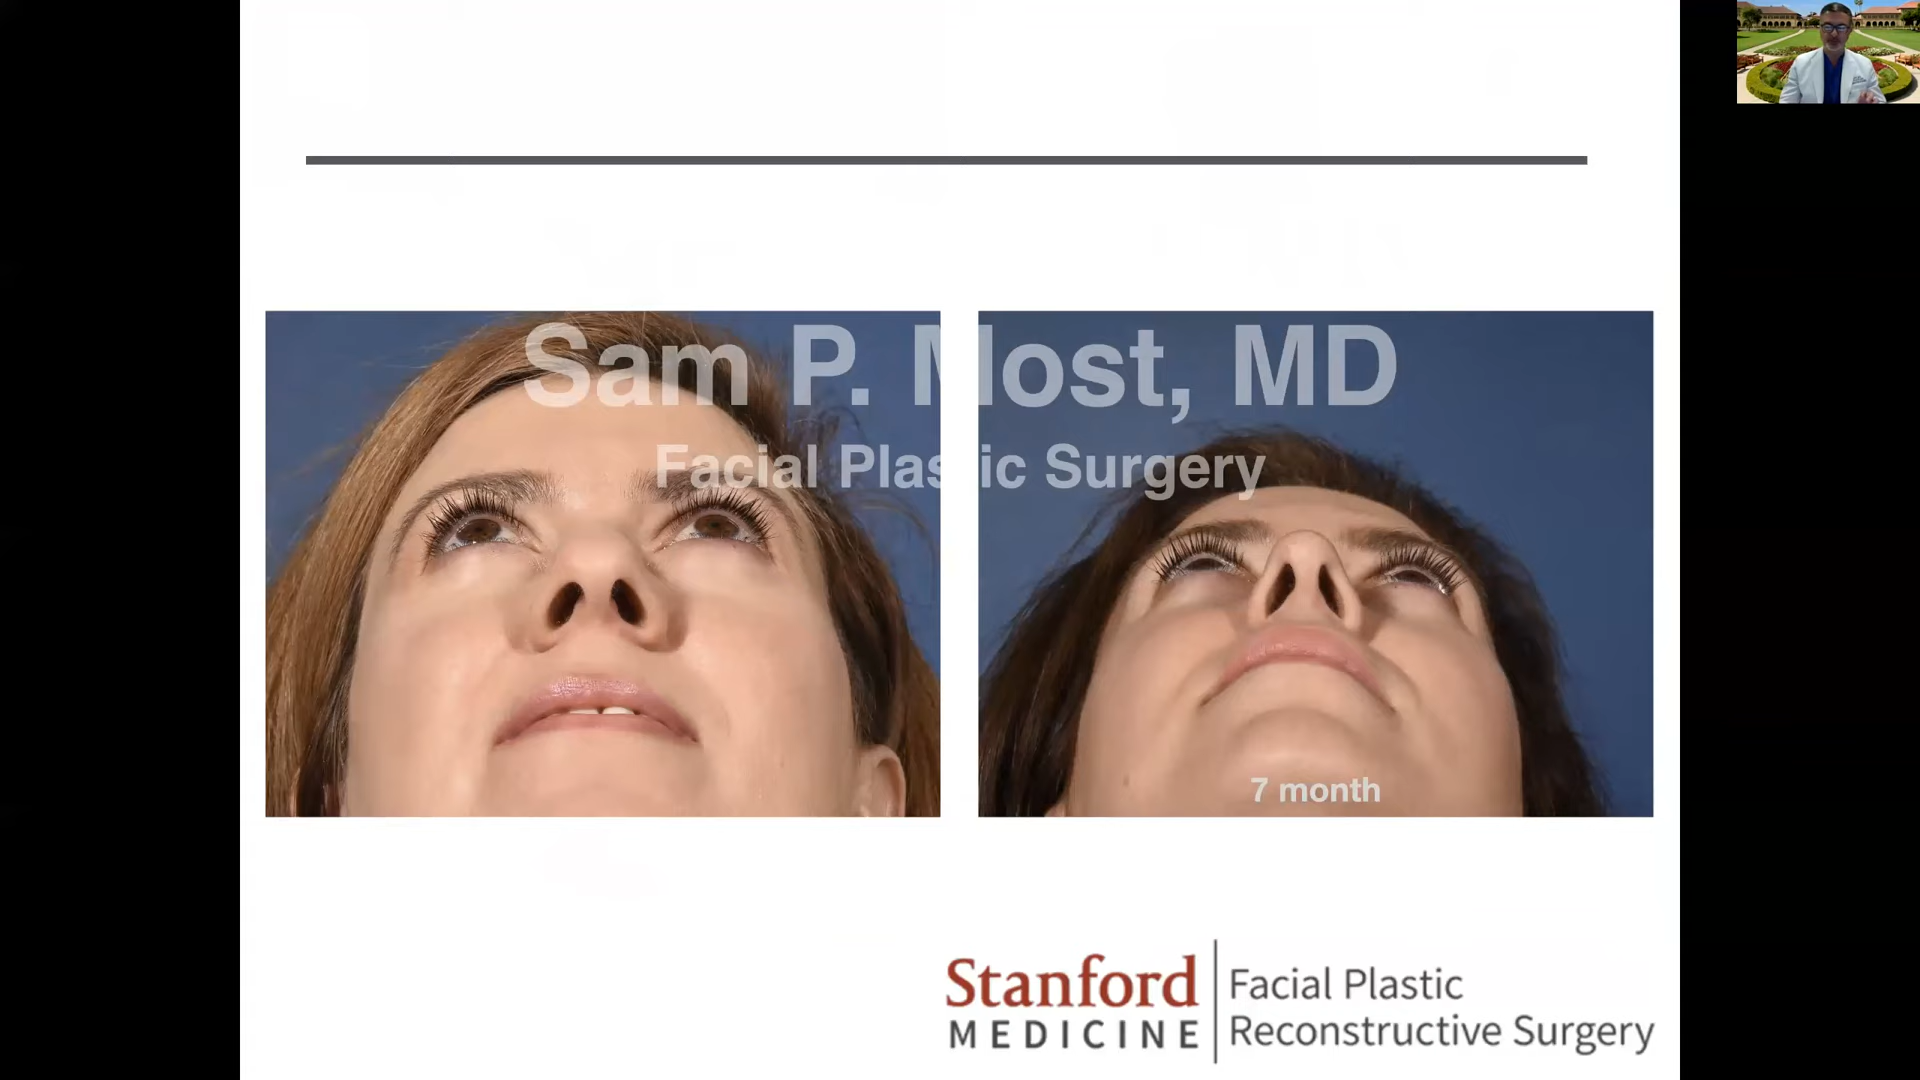 Sam P. Most, MD
Facial Plastic Surgery
7 month
Stanford
MEDICINE
Facial Plastic
Reconstructive Surgery